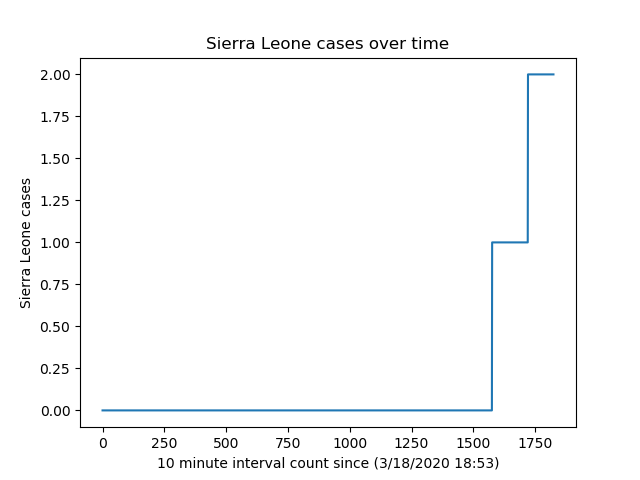 Sierra Leone cases over time
2.00
1.75
1.50
1.25
1.00
0.75
0.50
0.25
0.00
Sierra Leone cases
0 250 500 750 1000 1250 1500 1750
10 minute interval count since (3/18/2020 18:53)